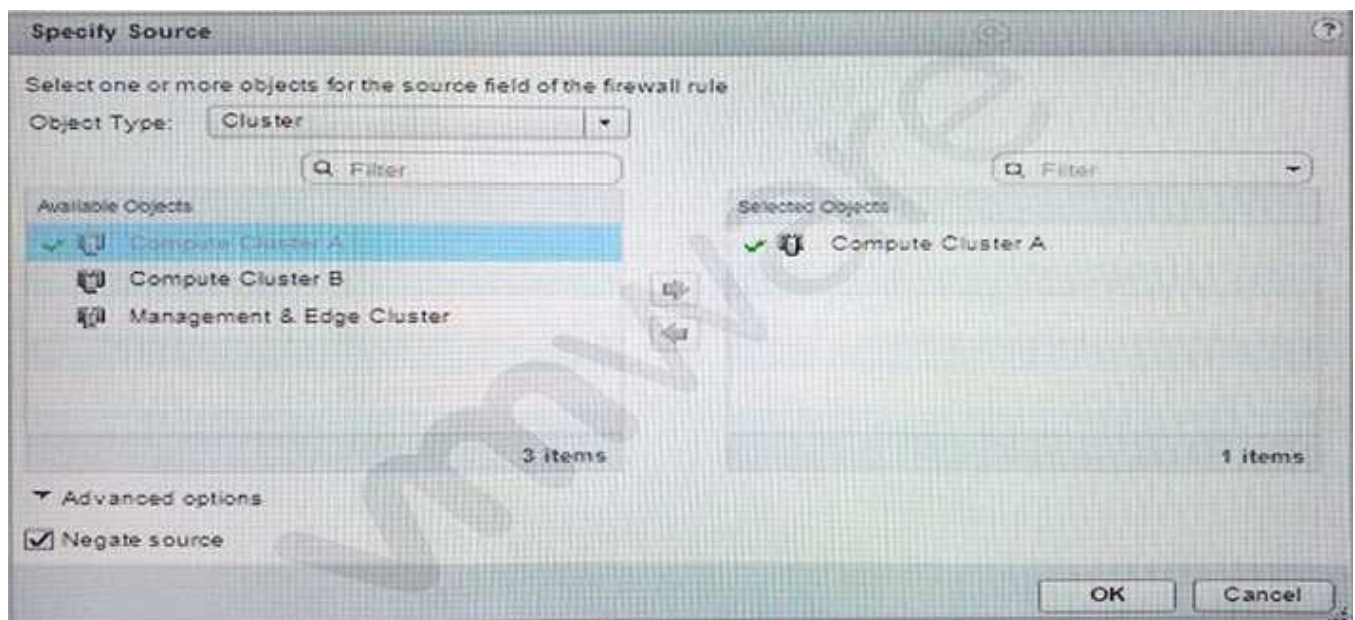 Specify Source
?
Select one or more objects for the source field of the firewall rule
Object Type: Cluster
Filter
Filter
Available Objects
Selected Objects
Compute Cluster A
Compute Cluster A
Compute Cluster B
Management & Edge Cluster
3 items
1 items
Advanced options
Negate source
OK
Cancel
vmware